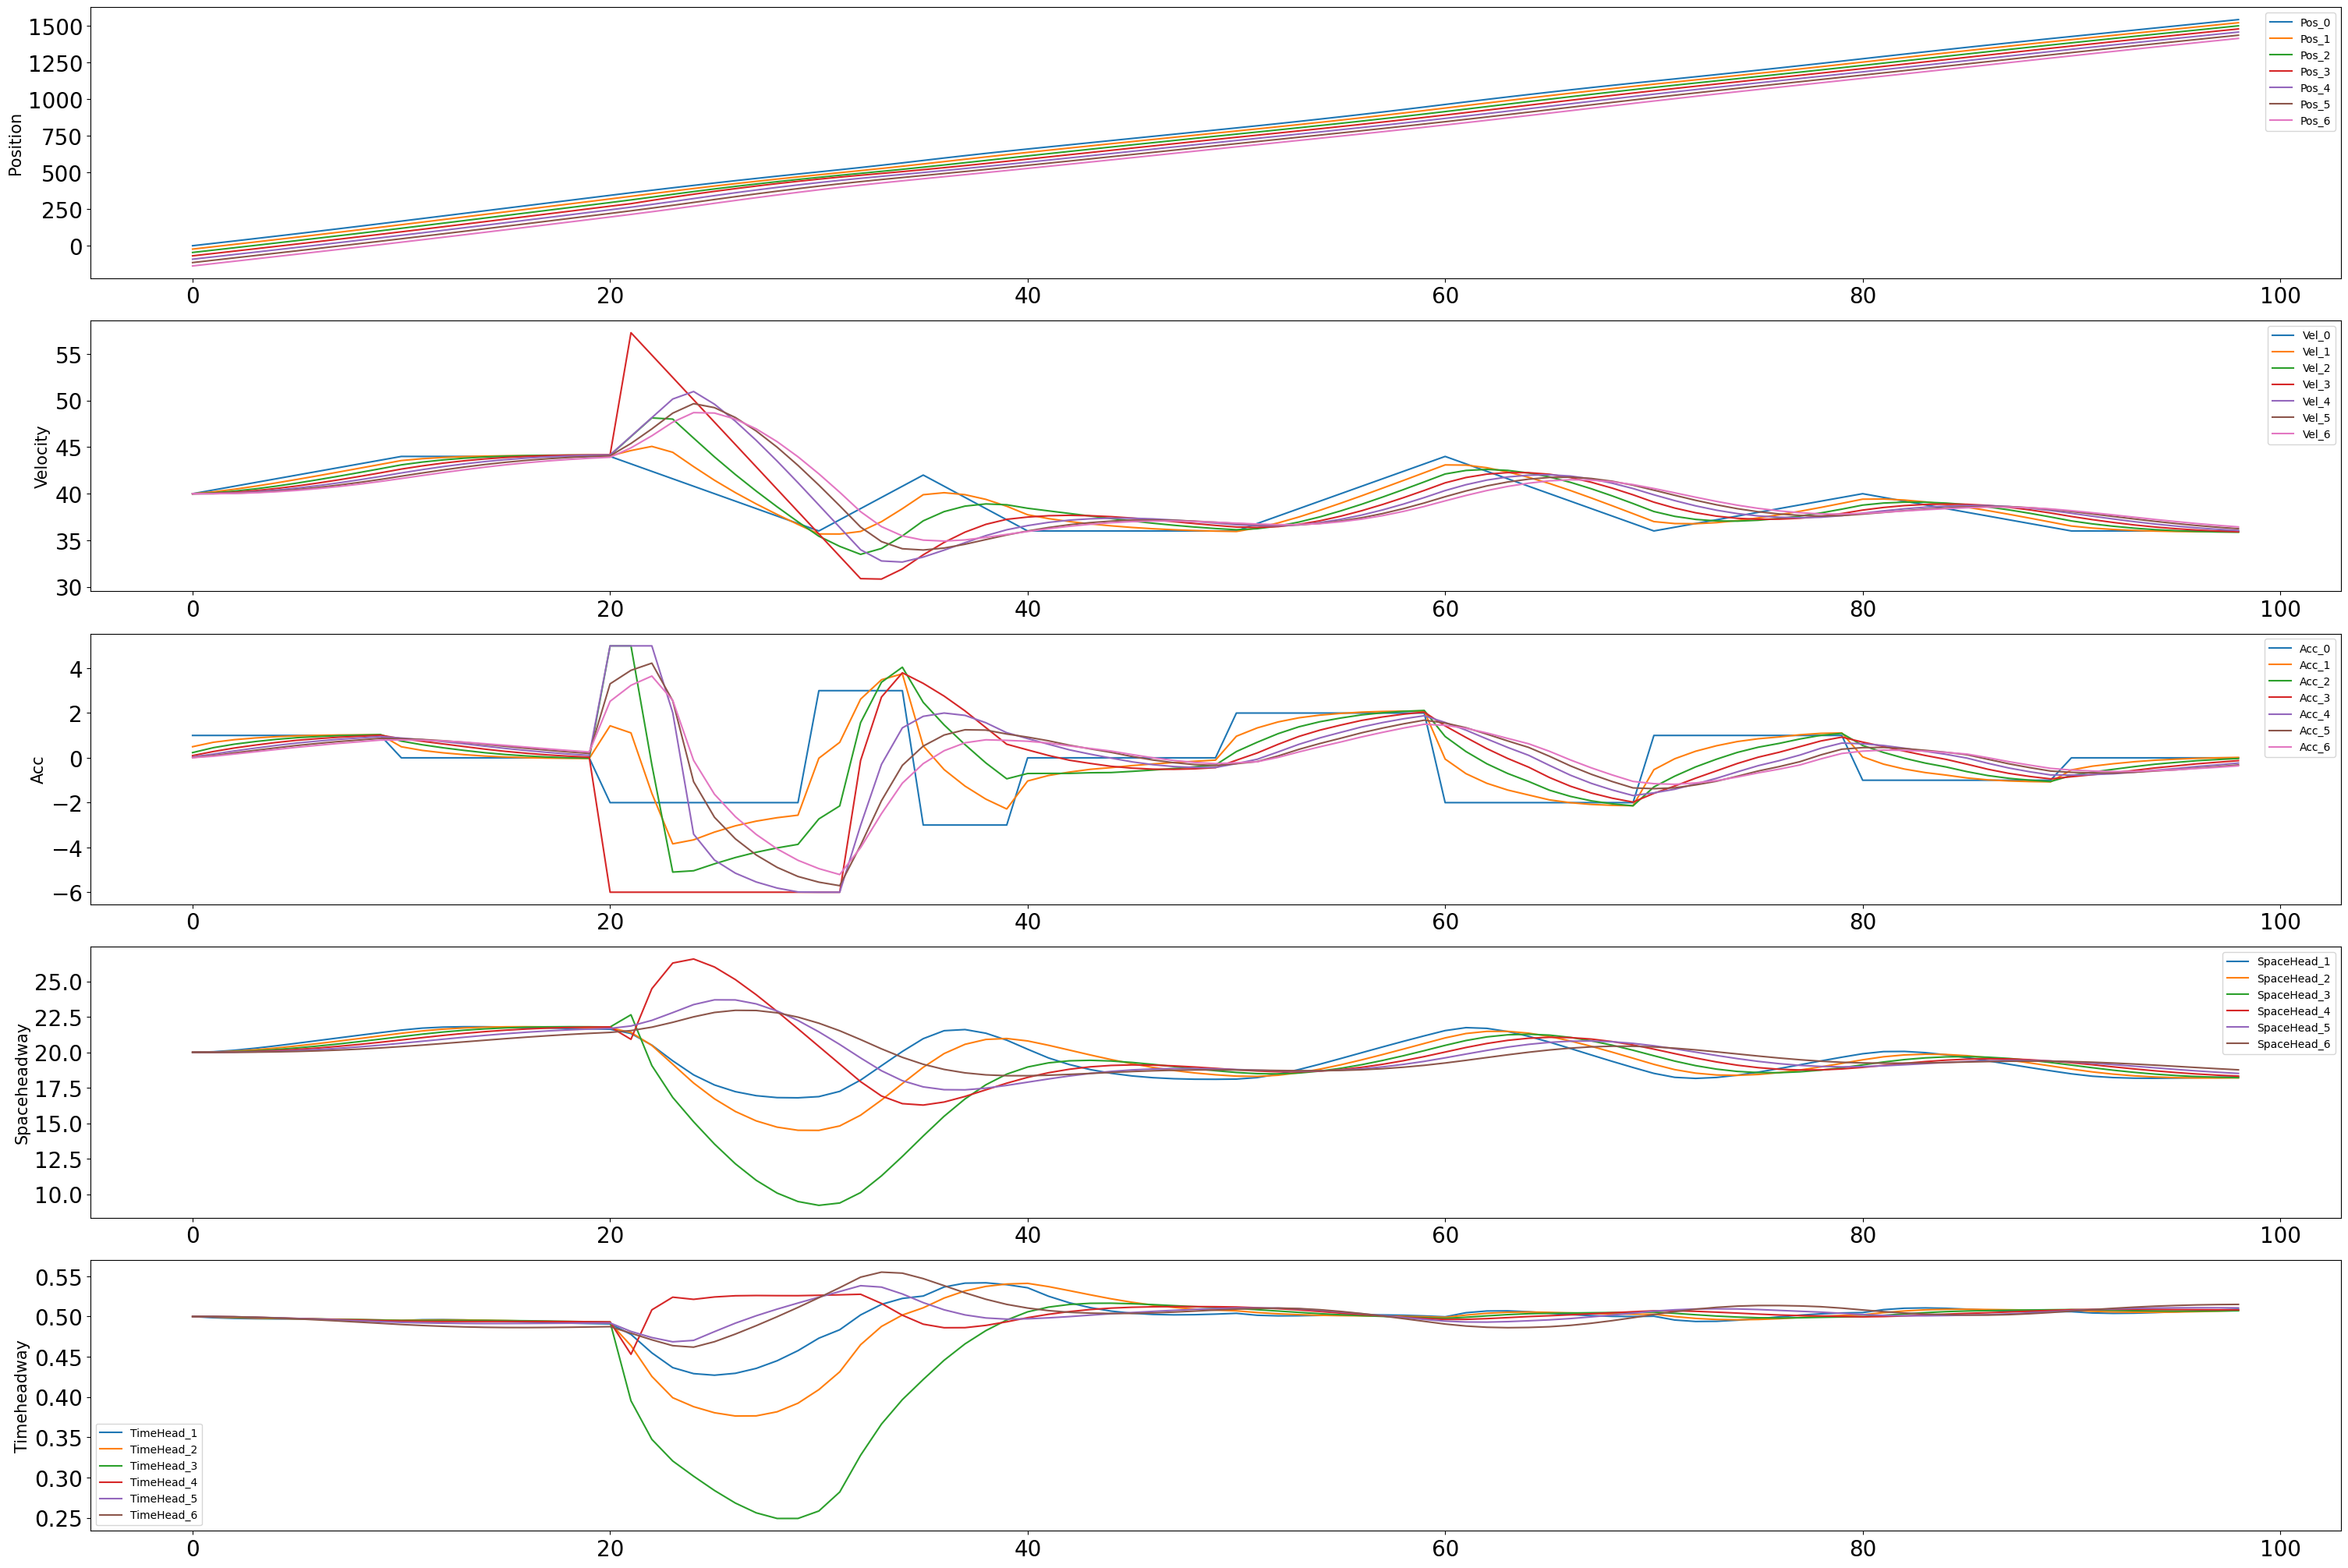 Position
1500
1250
1000
750
500
250
0
Pos_0
Pos_1
Pos_2
Pos_3
Pos_4
Pos_5
Pos_6
0 20 40 60 80 100
Velocity
55
50
45
40
35
30
Vel_0
Vel_1
Vel_2
Vel_3
Vel_4
Vel_5
Vel_6
0 20 40 60 80 100
Acc
4
2
0
−2
−4
−6
Acc_0
Acc_1
Acc_2
Acc_3
Acc_4
Acc_5
Acc_6
0 20 40 60 80 100
Spaceheadway
25.0
22.5
20.0
17.5
15.0
12.5
10.0
SpaceHead_1
SpaceHead_2
SpaceHead_3
SpaceHead_4
SpaceHead_5
SpaceHead_6
0 20 40 60 80 100
Timeheadway
0.55
0.50
0.45
0.40
0.35
0.30
0.25
TimeHead_1
TimeHead_2
TimeHead_3
TimeHead_4
TimeHead_5
TimeHead_6
0 20 40 60 80 100